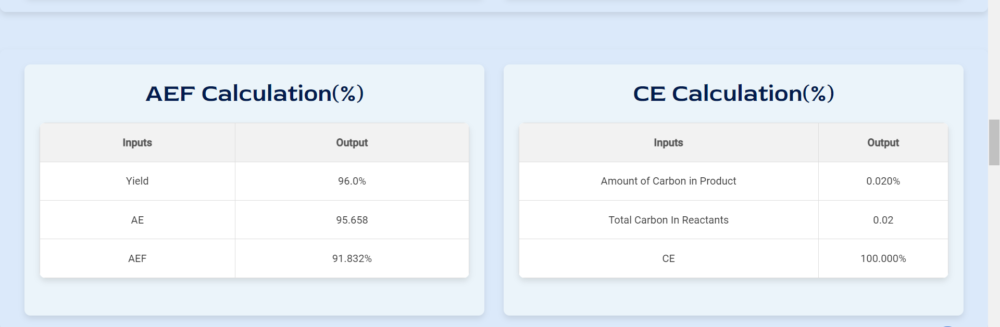 AEF Calculation(%)
Inputs Output
Yield 96.0%
AE 95.658
AEF 91.832%
CE Calculation(%)
Inputs Output
Amount of Carbon in Product 0.020%
Total Carbon In Reactants 0.02
CE 100.000%